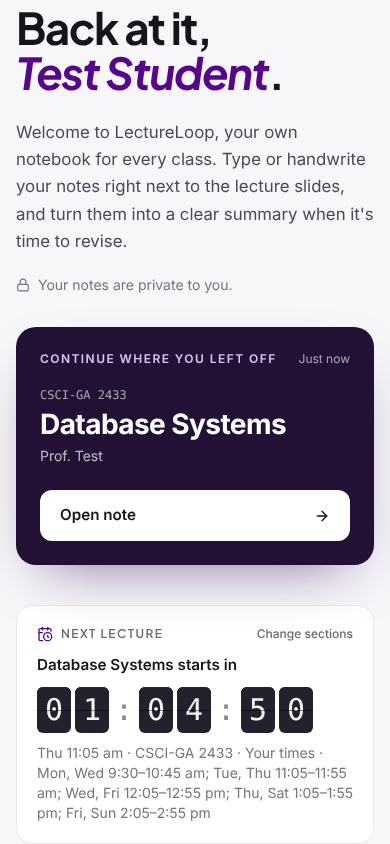 Back at it,
Test Student.
Welcome to LectureLoop, your own
notebook for every class. Type or handwrite
your notes right next to the lecture slides,
and turn them into a clear summary when it's
time to revise.
Your notes are private to you.
CONTINUE WHERE YOU LEFT OFF Just now
CSCI-GA 2433
Database Systems
Prof. Test
Open note →
NEXT LECTURE Change sections
Database Systems starts in
01:04:50
Thu 11:05 am · CSCI-GA 2433 · Your times ·
Mon, Wed 9:30–10:45 am; Tue, Thu 11:05–11:55
am; Wed, Fri 12:05–12:55 pm; Thu, Sat 1:05–1:55
pm; Fri, Sun 2:05–2:55 pm